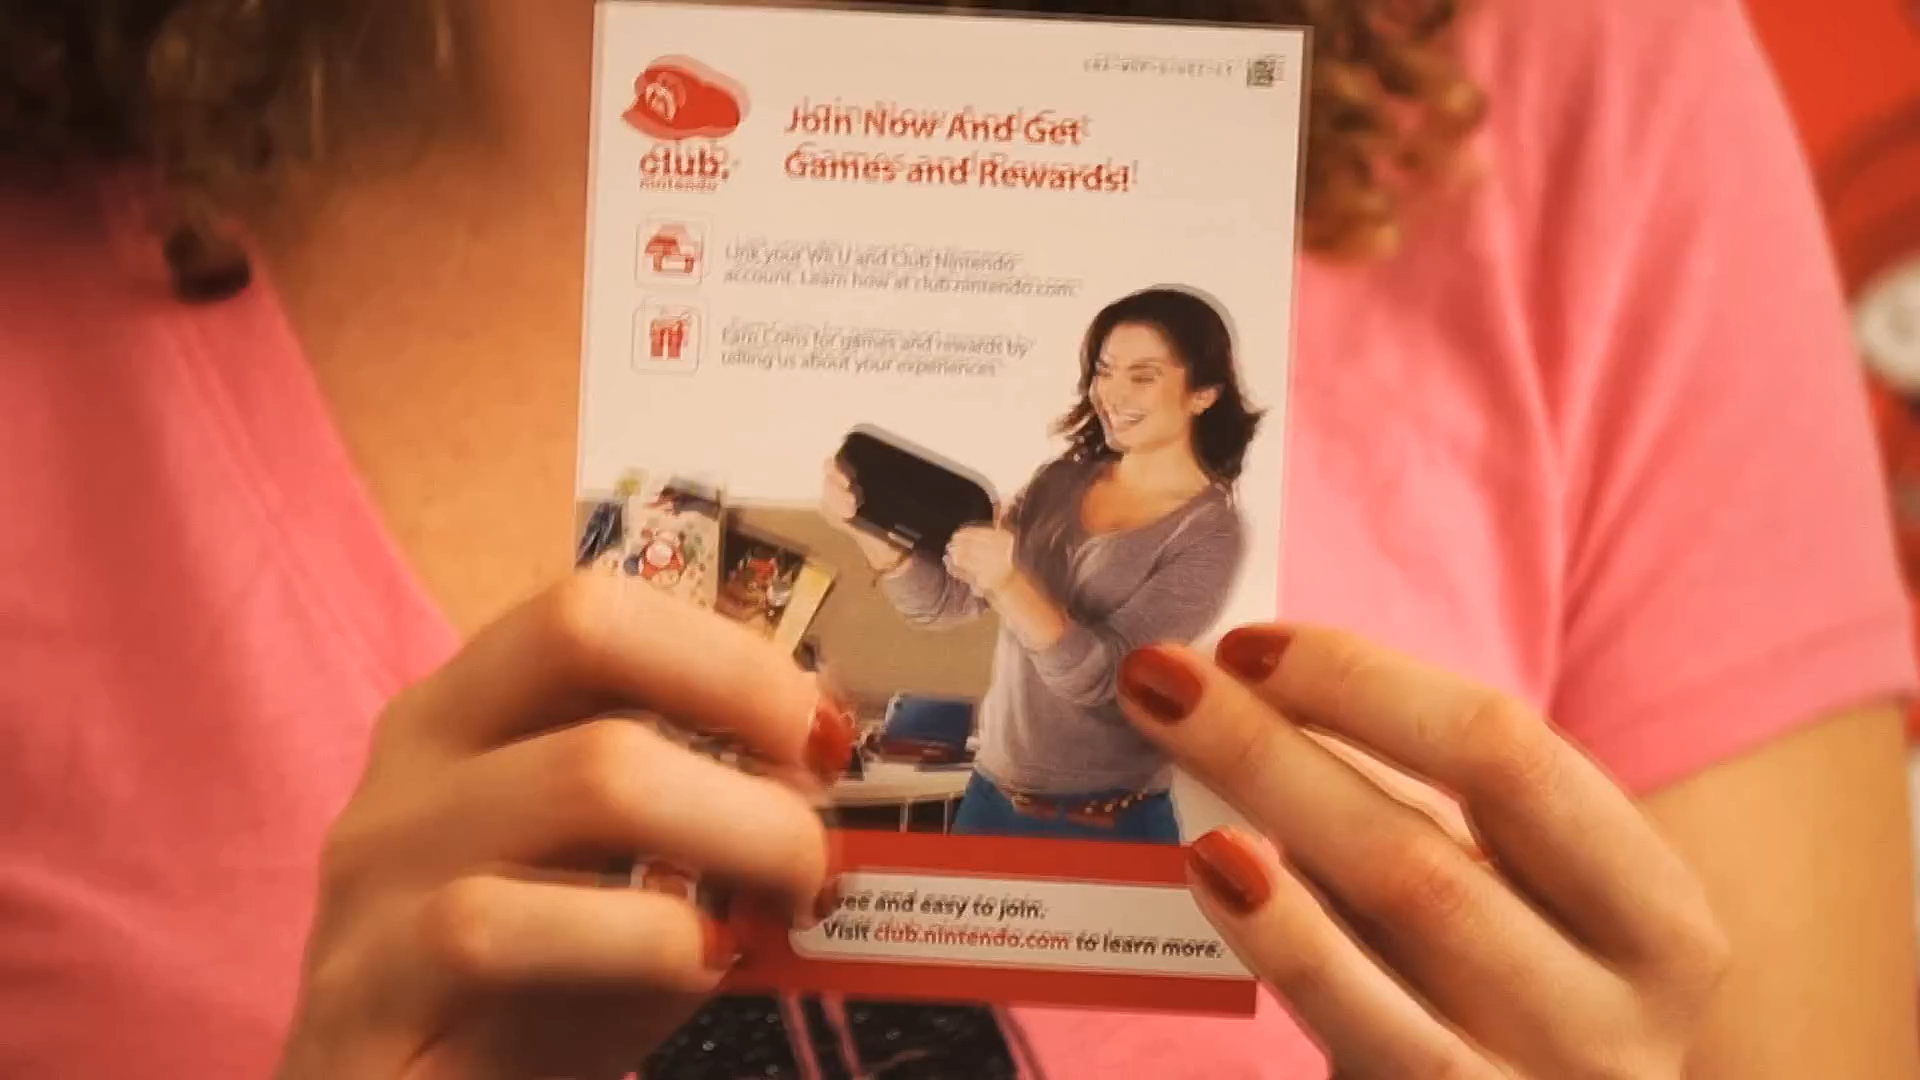 Join Now And Get
Games and Rewards!
club
nintendo
Link your Wii U and Club Nintendo
account. Learn how at club.nintendo.com.
Earn Coins for games and rewards by
telling us about your experiences
ree and easy to join.
Visit club.nintendo.com to learn more.